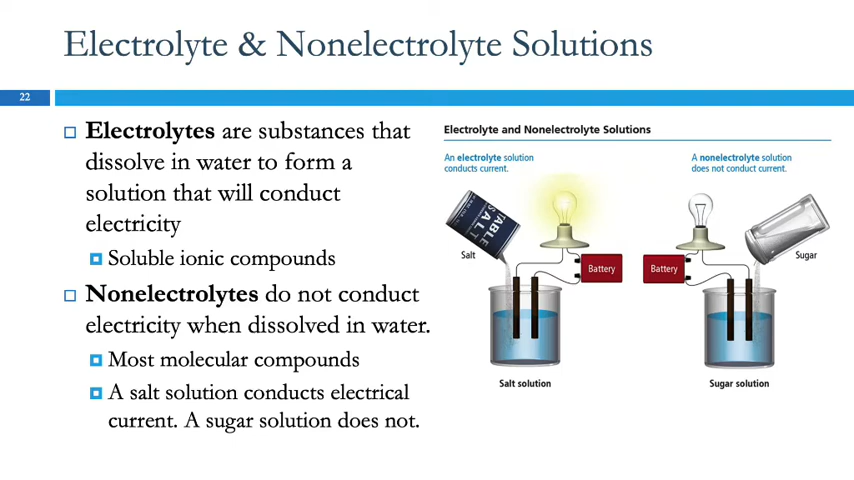 Electrolyte & Nonelectrolyte Solutions
22
Electrolytes are substances that
dissolve in water to form a
solution that will conduct
electricity
Soluble ionic compounds
Nonelectrolytes do not conduct
electricity when dissolved in water.
Most molecular compounds
A salt solution conducts electrical
current. A sugar solution does not.
Electrolyte and Nonelectrolyte Solutions
An electrolyte solution
conducts current.
A nonelectrolyte solution
does not conduct current.
TABLE
SALT
Salt
Battery
Battery
Sugar
Salt solution
Sugar solution